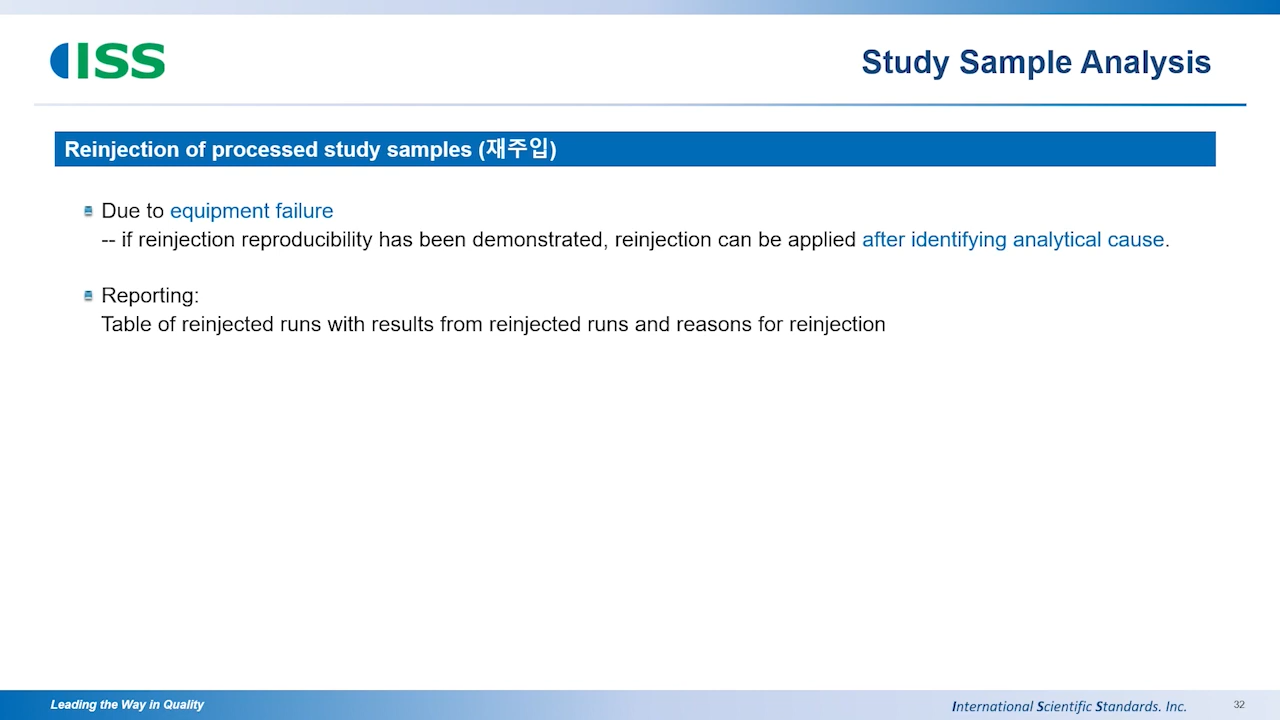 ISS
Study Sample Analysis
Reinjection of processed study samples (재주입)
Due to equipment failure
-- if reinjection reproducibility has been demonstrated, reinjection can be applied after identifying analytical cause.
Reporting:
Table of reinjected runs with results from reinjected runs and reasons for reinjection
Leading the Way in Quality
International Scientific Standards. Inc.
32